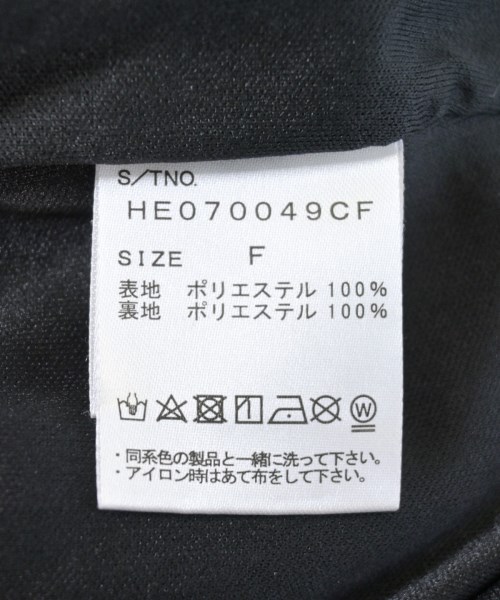 S/TNO.
HE070049CF
SIZE F
表地 ポリエステル 100%
裏地 ポリエステル 100%
W
・同系色の製品と一緒に洗って下さい。
・アイロン時はあて布をして下さい。